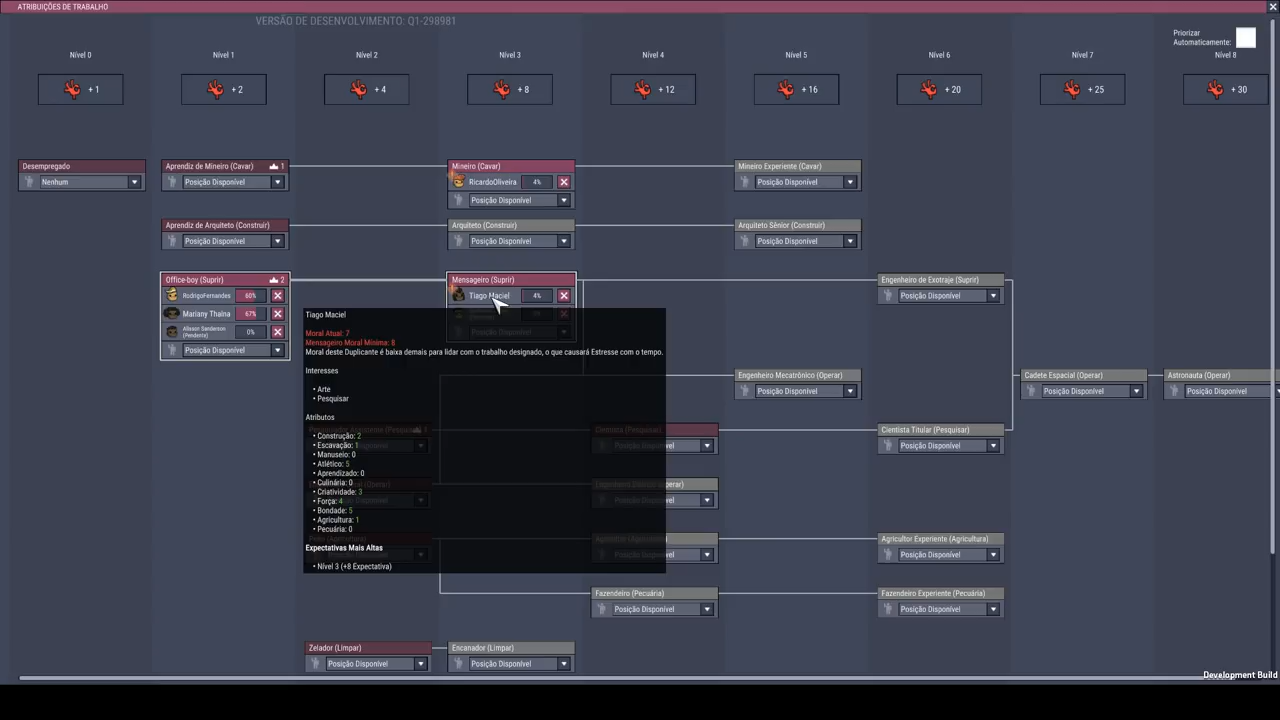 ATRIBUIÇÕES DE TRABALHO
VERSÃO DE DESENVOLVIMENTO: Q1-298981
Priorizar
Automaticamente:
Nível 0
Nível 1
Nível 2
Nível 3
Nível 4
Nível 5
Nível 6
Nível 7
Nível 8
+ 1
+ 2
+ 4
+ 8
+ 12
+ 16
+ 20
+ 25
+ 30
Desempregado
Nenhum
Aprendiz de Mineiro (Cavar) 1
Posição Disponível
Mineiro (Cavar)
RicardoOliveira 4%
Posição Disponível
Mineiro Experiente (Cavar)
Posição Disponível
Aprendiz de Arquiteto (Construir)
Posição Disponível
Arquiteto (Construir)
Posição Disponível
Arquiteto Sênior (Construir)
Posição Disponível
Office-boy (Suprir) 2
RodrigoFernandes 60%
Mariany Thaina 67%
Alisson Sanderson
(Pendente) 0%
Posição Disponível
Mensageiro (Suprir)
Tiago Maciel 4%
Posição Disponível
Engenheiro de Exotraje (Suprir)
Posição Disponível
Tiago Maciel
Moral Atual: 7
Mensageiro Moral Mínima: 8
Moral deste Duplicante é baixa demais para lidar com o trabalho designado, o que causará Estresse com o tempo.
Interesses
• Arte
• Pesquisar
Atributos
• Construção: 2
• Escavação: 1
• Manuseio: 0
• Atlético: 5
• Aprendizado: 0
• Culinária: 0
• Criatividade: 3
• Força: 4
• Bondade: 5
• Agricultura: 1
• Pecuária: 0
Expectativas Mais Altas
• Nível 3 (+8 Expectativa)
Engenheiro Mecatrônico (Operar)
Posição Disponível
Cadete Espacial (Operar)
Posição Disponível
Astronauta (Operar)
Posição Disponível
Cientista (Pesquisar)
Posição Disponível
Cientista Titular (Pesquisar)
Posição Disponível
Posição Disponível
Posição Disponível
Agricultor Experiente (Agricultura)
Posição Disponível
Fazendeiro (Pecuária)
Posição Disponível
Fazendeiro Experiente (Pecuária)
Posição Disponível
Zelador (Limpar)
Posição Disponível
Encanador (Limpar)
Posição Disponível
Development Build